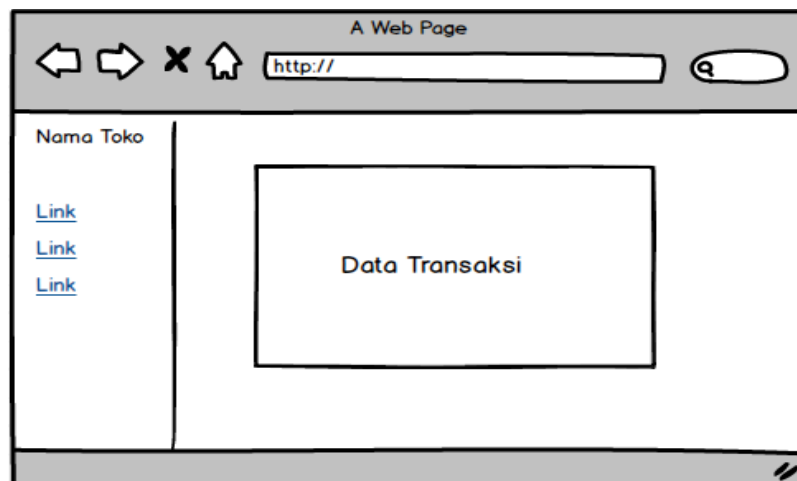 A Web Page
http://
Nama Toko
Link
Link
Link
Data Transaksi